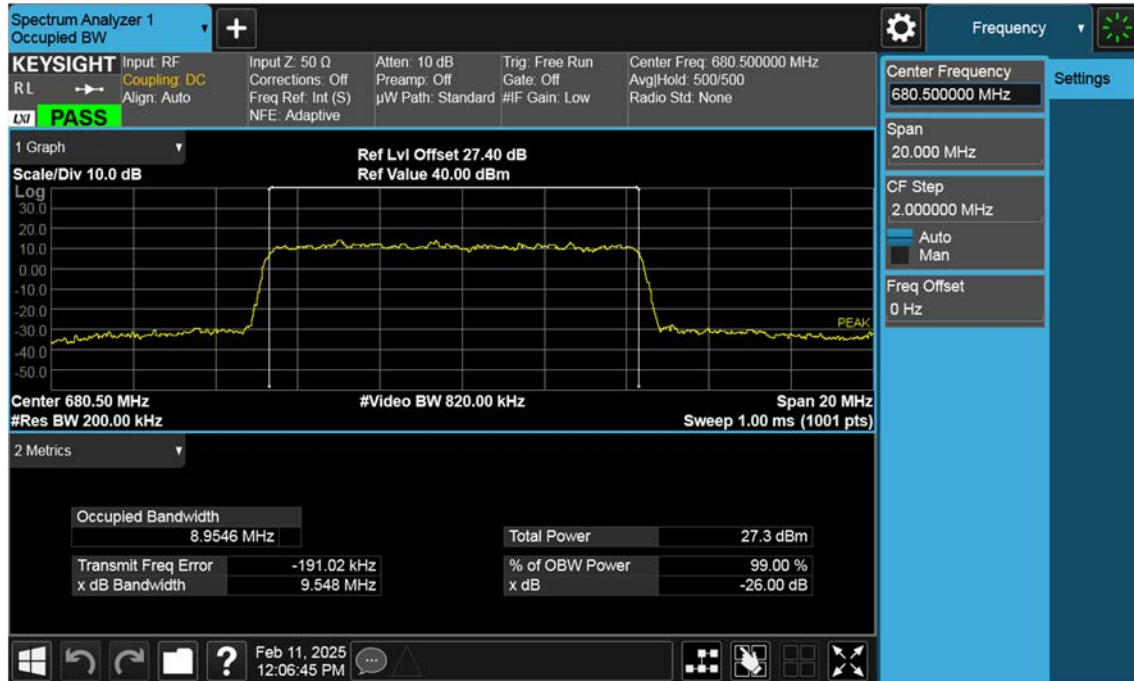 Spectrum Analyzer 1
Occupied BW
+
Frequency
KEYSIGHT
R L
LXI PASS
Input: RF
Coupling: DC
Align: Auto
Input Z: 50 Ω
Corrections: Off
Freq Ref: Int (S)
NFE: Adaptive
Atten: 10 dB
Preamp: Off
µW Path: Standard
Trig: Free Run
Gate: Off
#IF Gain: Low
Center Freq: 680.500000 MHz
Avg|Hold: 500/500
Radio Std: None
Center Frequency
680.500000 MHz
Settings
Span
20.000 MHz
CF Step
2.000000 MHz
Auto
Man
Freq Offset
0 Hz
1 Graph
Scale/Div 10.0 dB
Ref Lvl Offset 27.40 dB
Ref Value 40.00 dBm
Log
30.0
20.0
10.0
0.00
-10.0
-20.0
-30.0
-40.0
-50.0
PEAK
Center 680.50 MHz
#Video BW 820.00 kHz
Span 20 MHz
#Res BW 200.00 kHz
Sweep 1.00 ms (1001 pts)
2 Metrics
Occupied Bandwidth
8.9546 MHz
Total Power 27.3 dBm
Transmit Freq Error -191.02 kHz
% of OBW Power 99.00 %
x dB Bandwidth 9.548 MHz
x dB -26.00 dB
?
Feb 11, 2025
12:06:45 PM